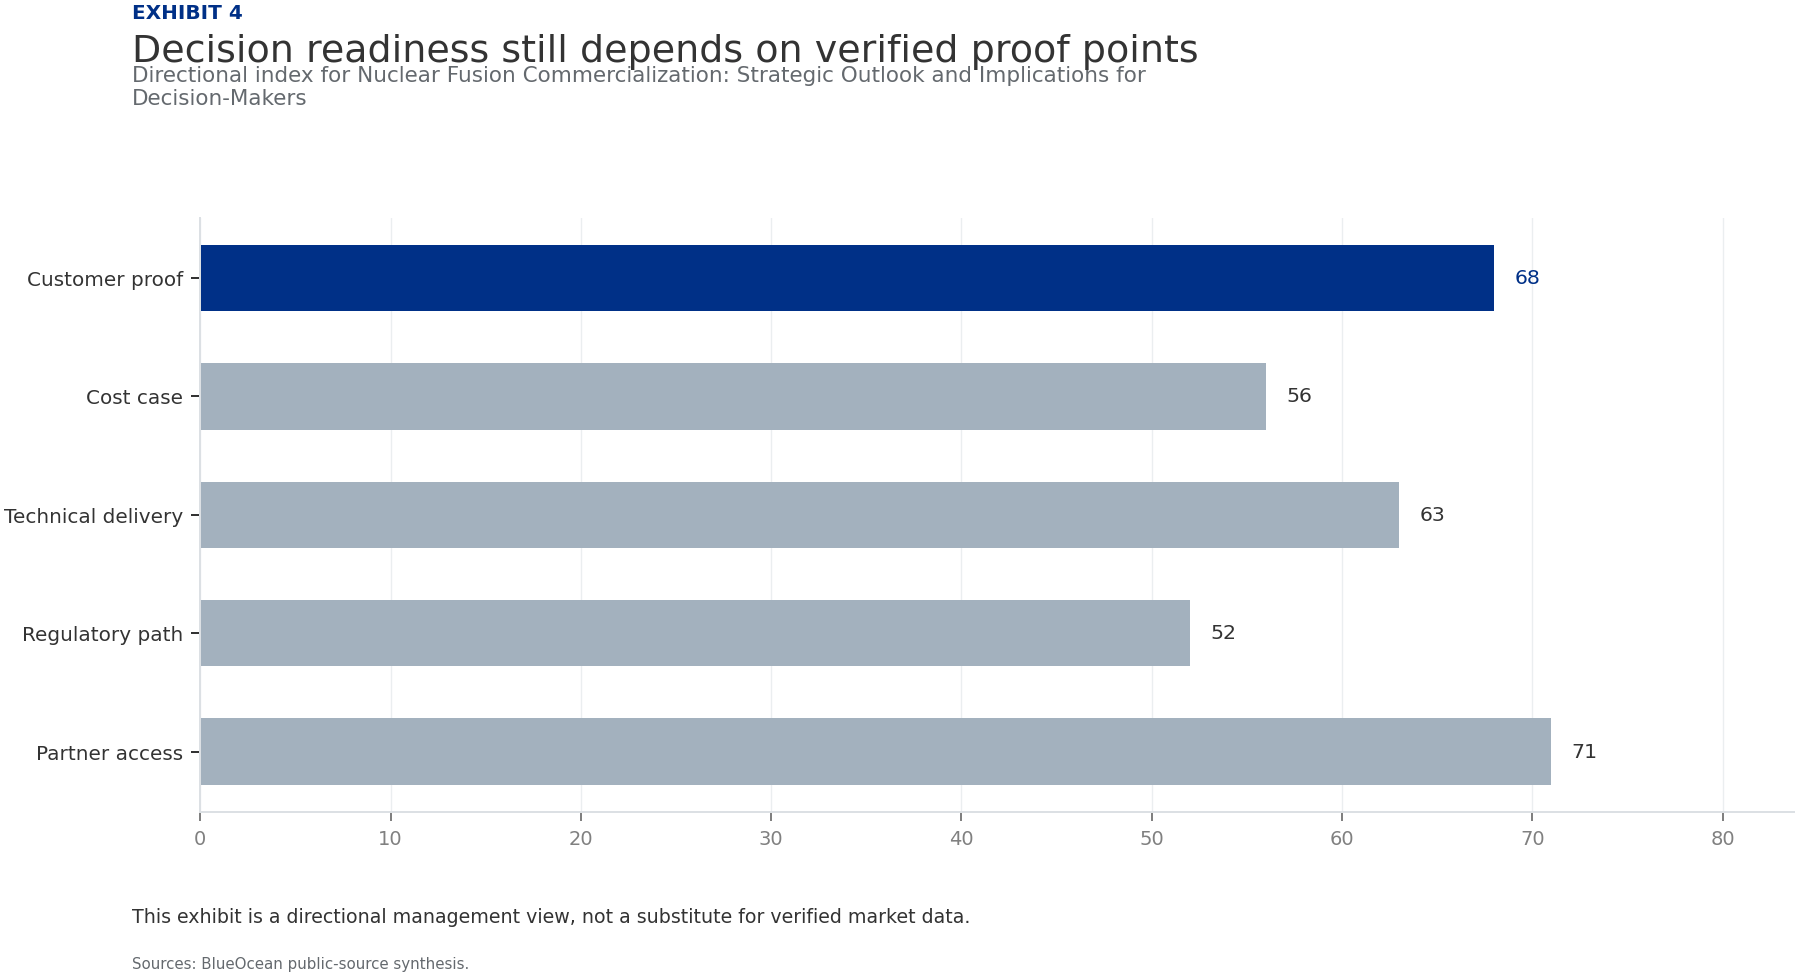 EXHIBIT 4
Decision readiness still depends on verified proof points
Directional index for Nuclear Fusion Commercialization: Strategic Outlook and Implications for
Decision-Makers
Customer proof
68
Cost case
56
Technical delivery
63
Regulatory path
52
Partner access
71
0 10 20 30 40 50 60 70 80
This exhibit is a directional management view, not a substitute for verified market data.
Sources: BlueOcean public-source synthesis.